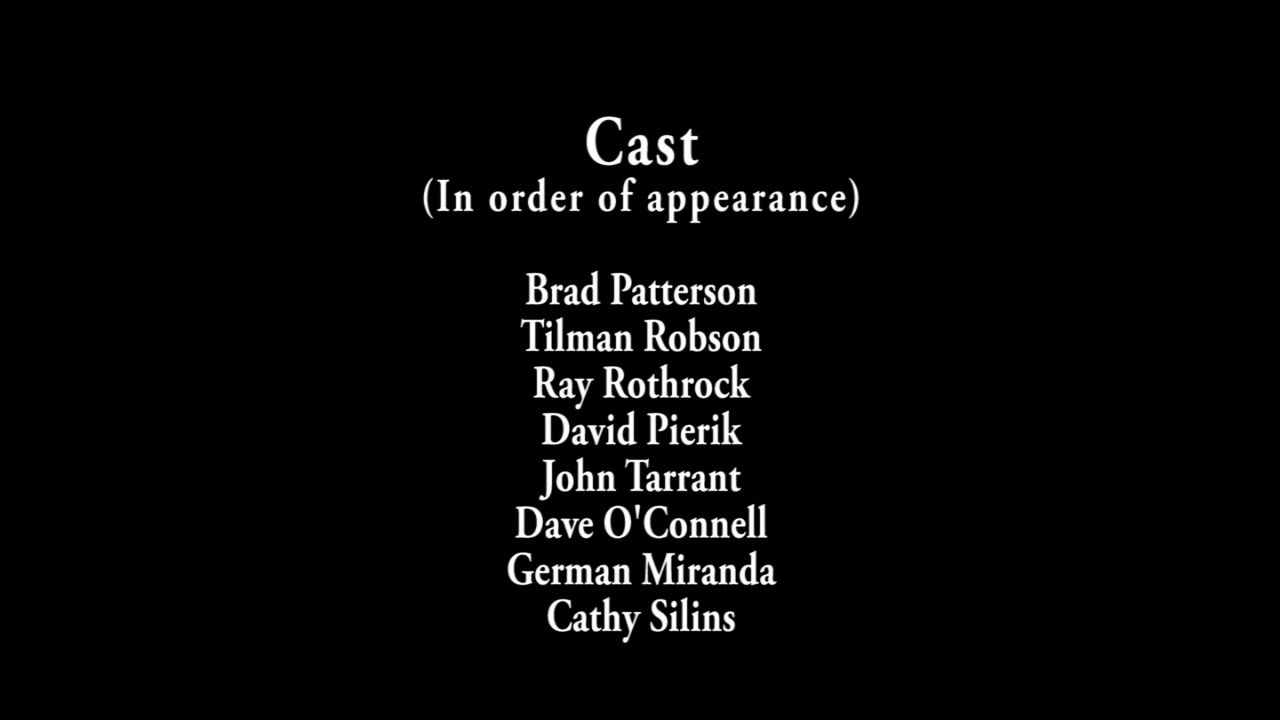 Cast
(In order of appearance)
Brad Patterson
Tilman Robson
Ray Rothrock
David Pierik
John Tarrant
Dave O'Connell
German Miranda
Cathy Silins